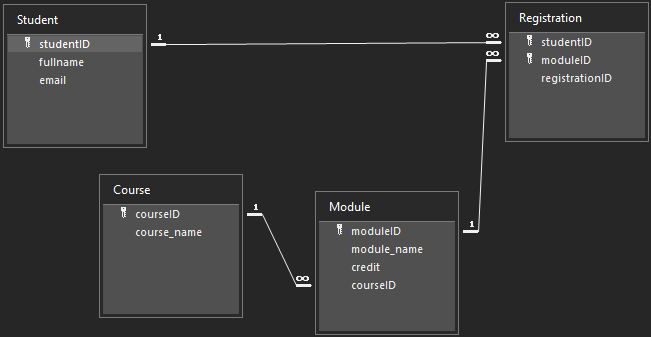 Student
studentID
fullname
email
1
∞
Registration
studentID
∞
moduleID
registrationID
Course
courseID
course_name
1
∞
Module
moduleID
module_name
credit
courseID
1